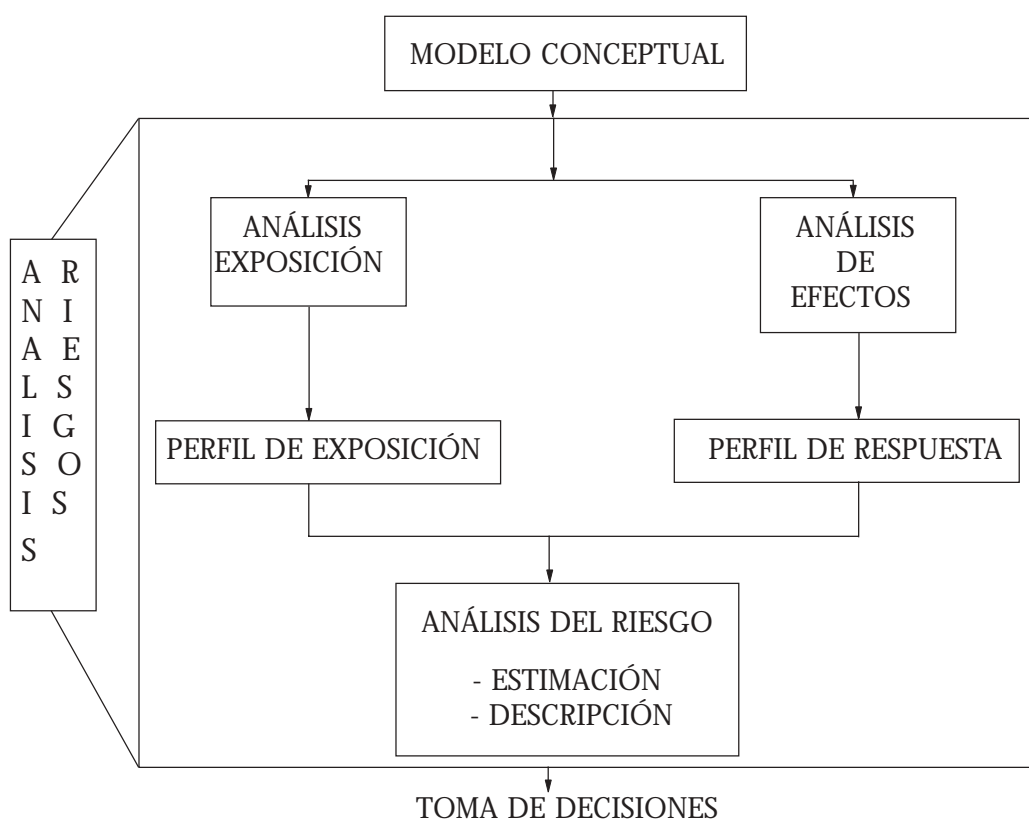 MODELO CONCEPTUAL
ANÁLISIS
EXPOSICIÓN
ANÁLISIS
DE
EFECTOS
ANALISIS
RIESGOS
PERFIL DE EXPOSICIÓN
PERFIL DE RESPUESTA
ANÁLISIS DEL RIESGO
- ESTIMACIÓN
- DESCRIPCIÓN
TOMA DE DECISIONES